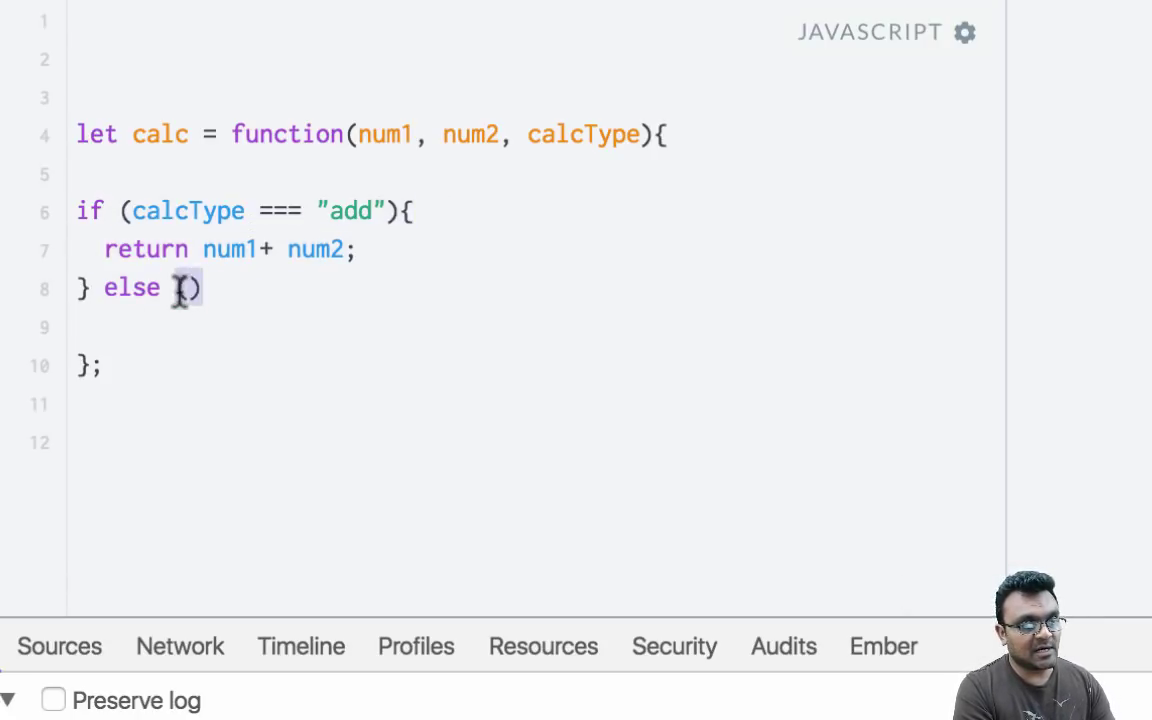 1
JAVASCRIPT
2
3
4 let calc = function(num1, num2, calcType){
5
6 if (calcType === "add"){
7 return num1+ num2;
8 } else ()
9
10 };
11
12
Sources Network Timeline Profiles Resources Security Audits Ember
Preserve log